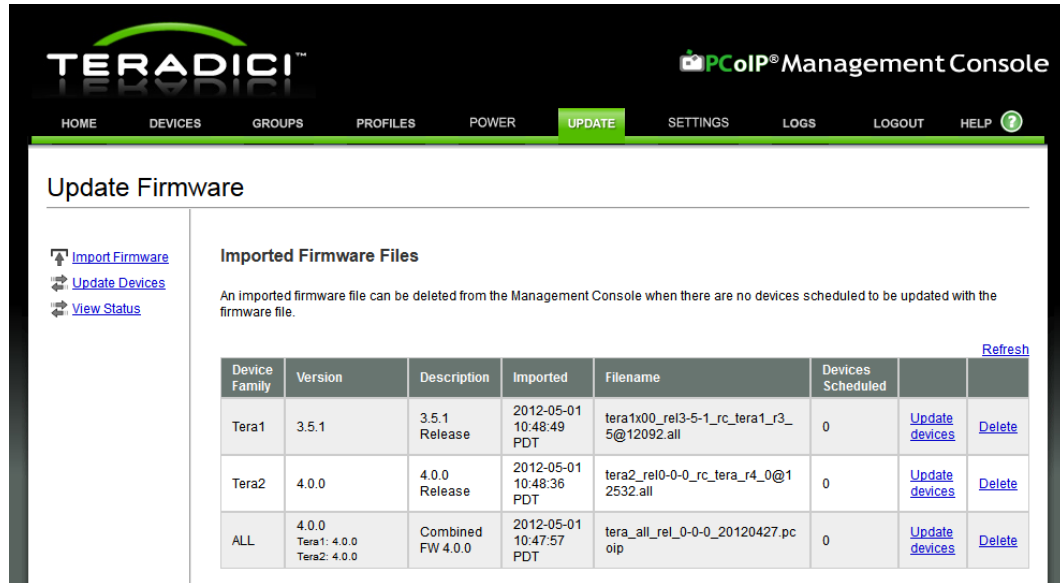 TERADICI™
PCoIP® Management Console
HOME DEVICES GROUPS PROFILES POWER UPDATE SETTINGS LOGS LOGOUT HELP ?
Update Firmware
Import Firmware
Update Devices
View Status
Imported Firmware Files
An imported firmware file can be deleted from the Management Console when there are no devices scheduled to be updated with the
firmware file.
Refresh
Device Family Version Description Imported Filename Devices Scheduled
Tera1 3.5.1 3.5.1 Release 2012-05-01 10:48:49 PDT tera1x00_rel3-5-1_rc_tera1_r3_5@12092.all 0 Update devices Delete
Tera2 4.0.0 4.0.0 Release 2012-05-01 10:48:36 PDT tera2_rel0-0-0_rc_tera_r4_0@12532.all 0 Update devices Delete
ALL 4.0.0 Tera1: 4.0.0 Tera2: 4.0.0 Combined FW 4.0.0 2012-05-01 10:47:57 PDT tera_all_rel_0-0-0_20120427.pcoip 0 Update devices Delete